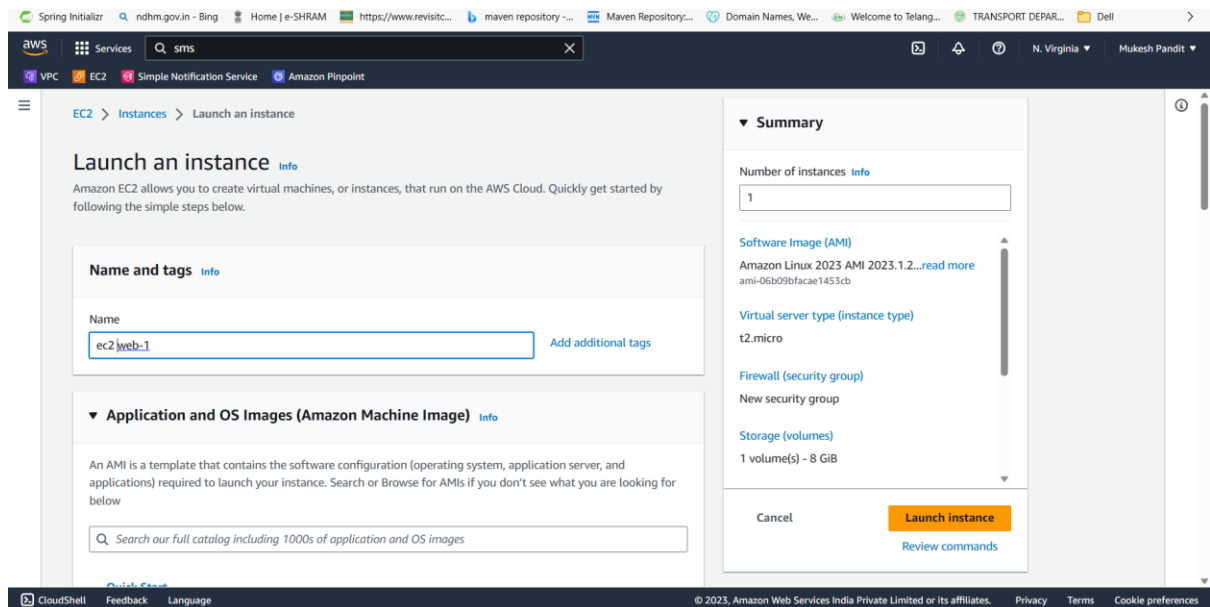 Spring Initializr ndhm.gov.in - Bing Home | e-SHRAM https://www.revisitc... maven repository -... Maven Repository:... Domain Names, We... Welcome to Telang... TRANSPORT DEPAR... Dell
aws Services sms N. Virginia Mukesh Pandit
VPC EC2 Simple Notification Service Amazon Pinpoint
EC2 > Instances > Launch an instance
Launch an instance Info
Amazon EC2 allows you to create virtual machines, or instances, that run on the AWS Cloud. Quickly get started by
following the simple steps below.
Name and tags Info
Name
ec2 web-1
Add additional tags
Application and OS Images (Amazon Machine Image) Info
An AMI is a template that contains the software configuration (operating system, application server, and
applications) required to launch your instance. Search or Browse for AMIs if you don't see what you are looking for
below
Search our full catalog including 1000s of application and OS images
Quick Start
Summary
Number of instances Info
1
Software Image (AMI)
Amazon Linux 2023 AMI 2023.1.2...read more
ami-06b09bfacae1453cb
Virtual server type (instance type)
t2.micro
Firewall (security group)
New security group
Storage (volumes)
1 volume(s) - 8 GiB
Cancel
Launch instance
Review commands
CloudShell Feedback Language © 2023, Amazon Web Services India Private Limited or its affiliates. Privacy Terms Cookie preferences